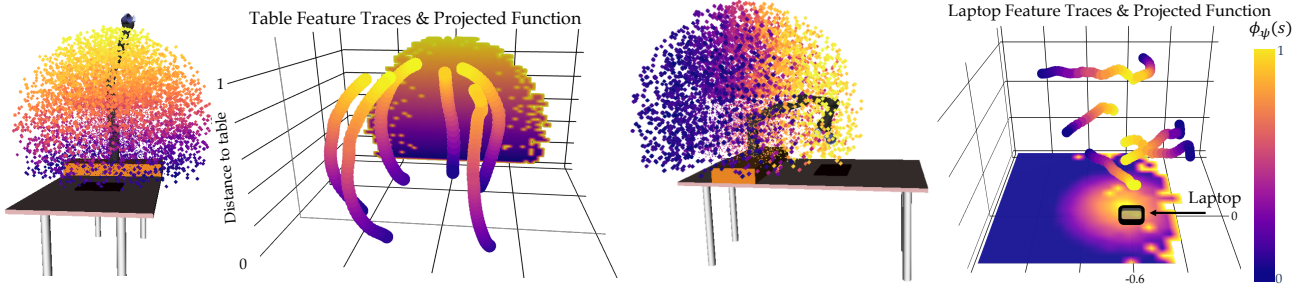 Table Feature Traces & Projected Function
1
Distance to table
0
Laptop Feature Traces & Projected Function
ϕψ(s)
1
Laptop
0
-0.6
0